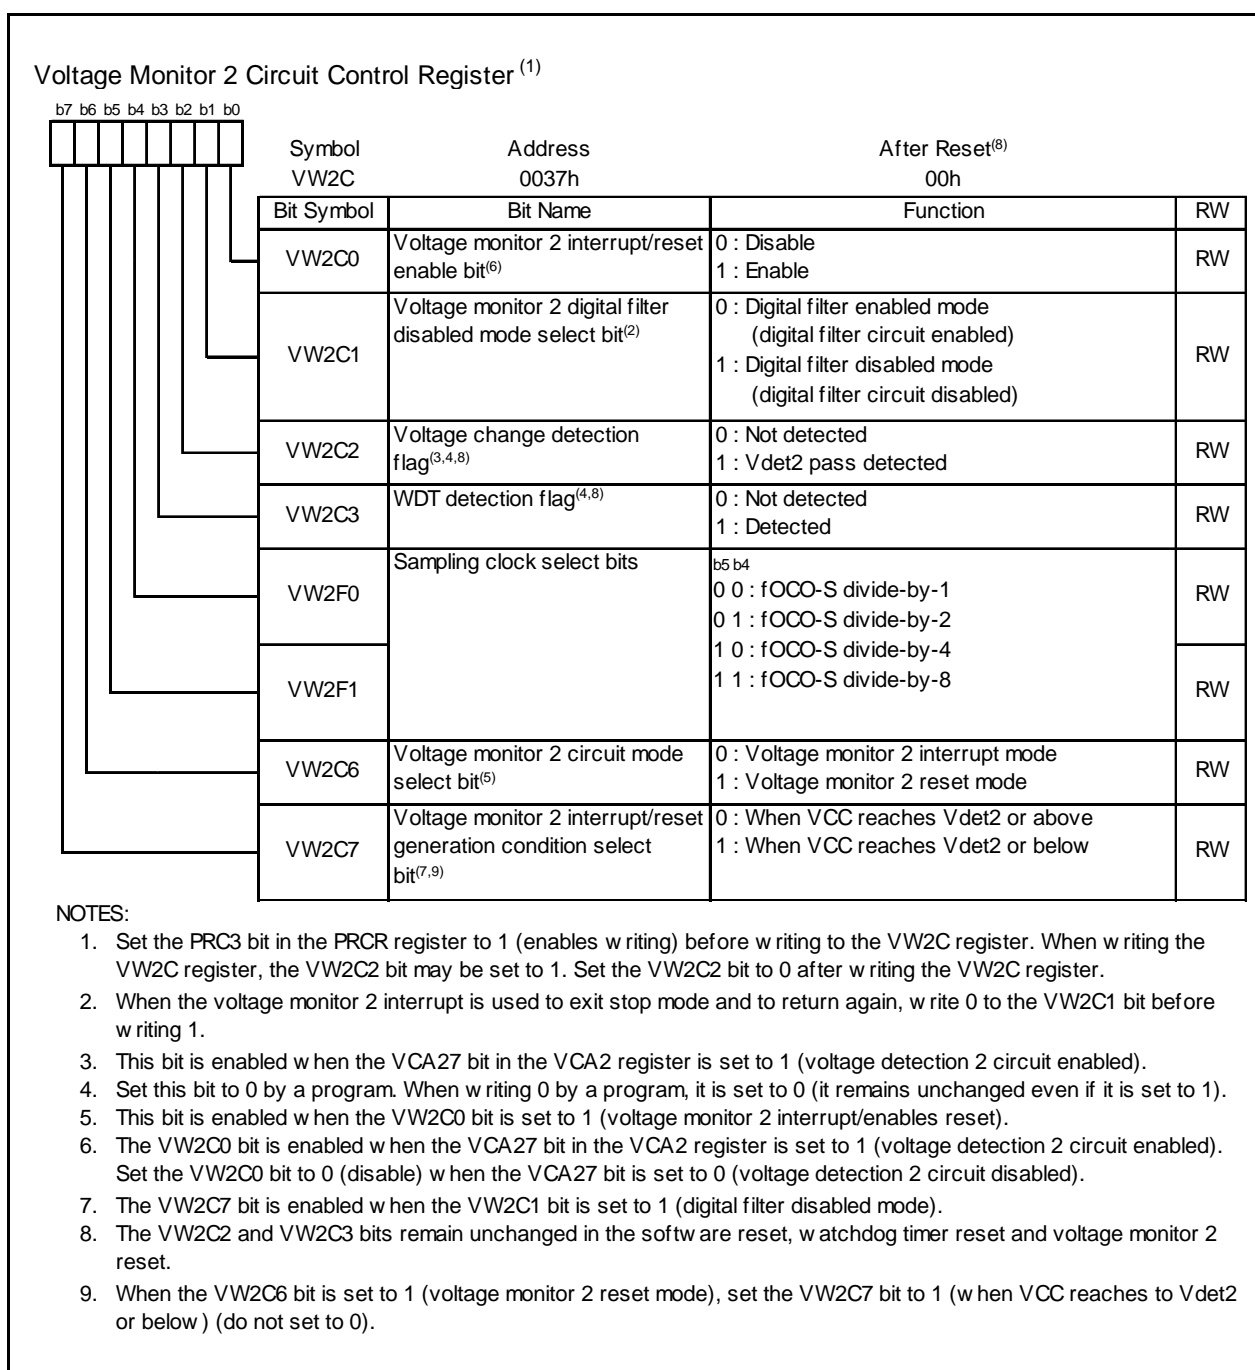 Voltage Monitor 2 Circuit Control Register (1)
b7 b6 b5 b4 b3 b2 b1 b0
Symbol Address After Reset(8)
VW2C 0037h 00h
Bit Symbol Bit Name Function RW
VW2C0 Voltage monitor 2 interrupt/reset enable bit(6) 0 : Disable RW
1 : Enable
VW2C1 Voltage monitor 2 digital filter disabled mode select bit(2) 0 : Digital filter enabled mode RW
(digital filter circuit enabled)
1 : Digital filter disabled mode
(digital filter circuit disabled)
VW2C2 Voltage change detection flag(3,4,8) 0 : Not detected RW
1 : Vdet2 pass detected
VW2C3 WDT detection flag(4,8) 0 : Not detected RW
1 : Detected
VW2F0 Sampling clock select bits b5 b4 RW
0 0 : fOCO-S divide-by-1
0 1 : fOCO-S divide-by-2
1 0 : fOCO-S divide-by-4
VW2F1 1 1 : fOCO-S divide-by-8 RW
VW2C6 Voltage monitor 2 circuit mode select bit(5) 0 : Voltage monitor 2 interrupt mode RW
1 : Voltage monitor 2 reset mode
VW2C7 Voltage monitor 2 interrupt/reset generation condition select bit(7,9) 0 : When VCC reaches Vdet2 or above RW
1 : When VCC reaches Vdet2 or below
NOTES:
1. Set the PRC3 bit in the PRCR register to 1 (enables writing) before writing to the VW2C register. When writing the
VW2C register, the VW2C2 bit may be set to 1. Set the VW2C2 bit to 0 after writing the VW2C register.
2. When the voltage monitor 2 interrupt is used to exit stop mode and to return again, write 0 to the VW2C1 bit before
writing 1.
3. This bit is enabled when the VCA27 bit in the VCA2 register is set to 1 (voltage detection 2 circuit enabled).
4. Set this bit to 0 by a program. When writing 0 by a program, it is set to 0 (it remains unchanged even if it is set to 1).
5. This bit is enabled when the VW2C0 bit is set to 1 (voltage monitor 2 interrupt/enables reset).
6. The VW2C0 bit is enabled when the VCA27 bit in the VCA2 register is set to 1 (voltage detection 2 circuit enabled).
Set the VW2C0 bit to 0 (disable) when the VCA27 bit is set to 0 (voltage detection 2 circuit disabled).
7. The VW2C7 bit is enabled when the VW2C1 bit is set to 1 (digital filter disabled mode).
8. The VW2C2 and VW2C3 bits remain unchanged in the software reset, watchdog timer reset and voltage monitor 2
reset.
9. When the VW2C6 bit is set to 1 (voltage monitor 2 reset mode), set the VW2C7 bit to 1 (when VCC reaches to Vdet2
or below) (do not set to 0).